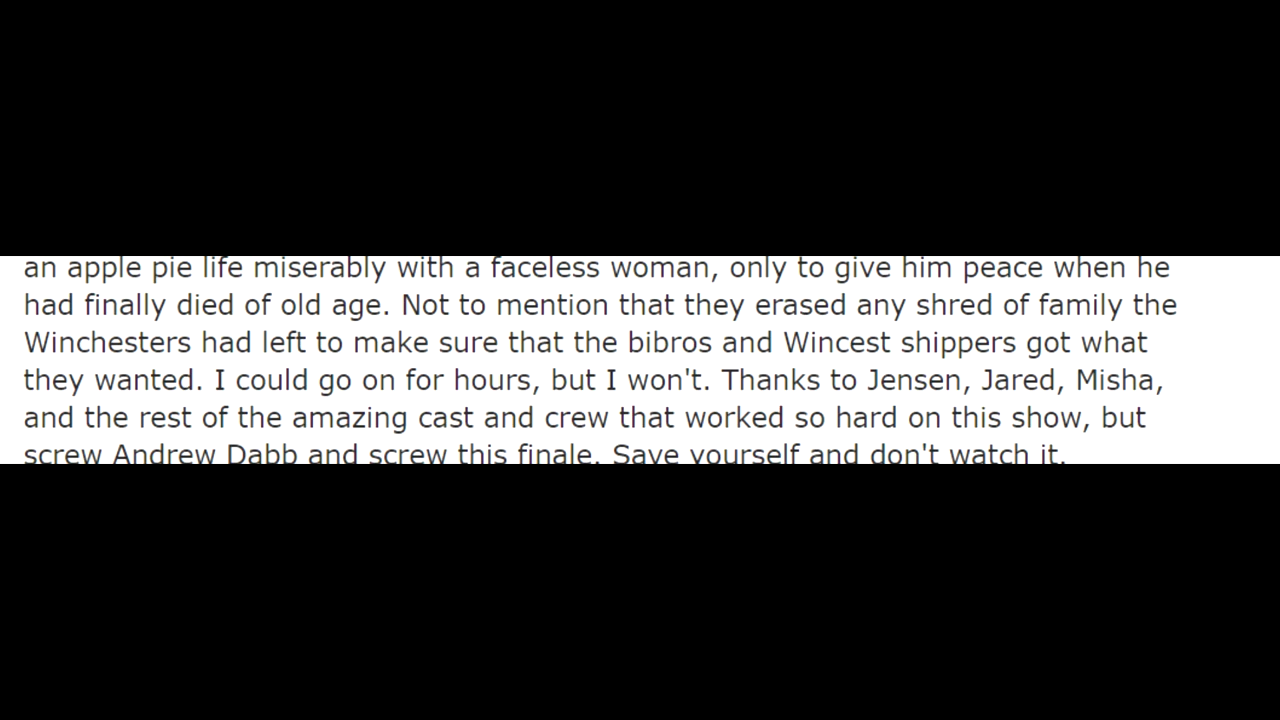 an apple pie life miserably with a faceless woman, only to give him peace when he
had finally died of old age. Not to mention that they erased any shred of family the
Winchesters had left to make sure that the bibros and Wincest shippers got what
they wanted. I could go on for hours, but I won't. Thanks to Jensen, Jared, Misha,
and the rest of the amazing cast and crew that worked so hard on this show, but
screw Andrew Dabb and screw this finale. Save yourself and don't watch it.